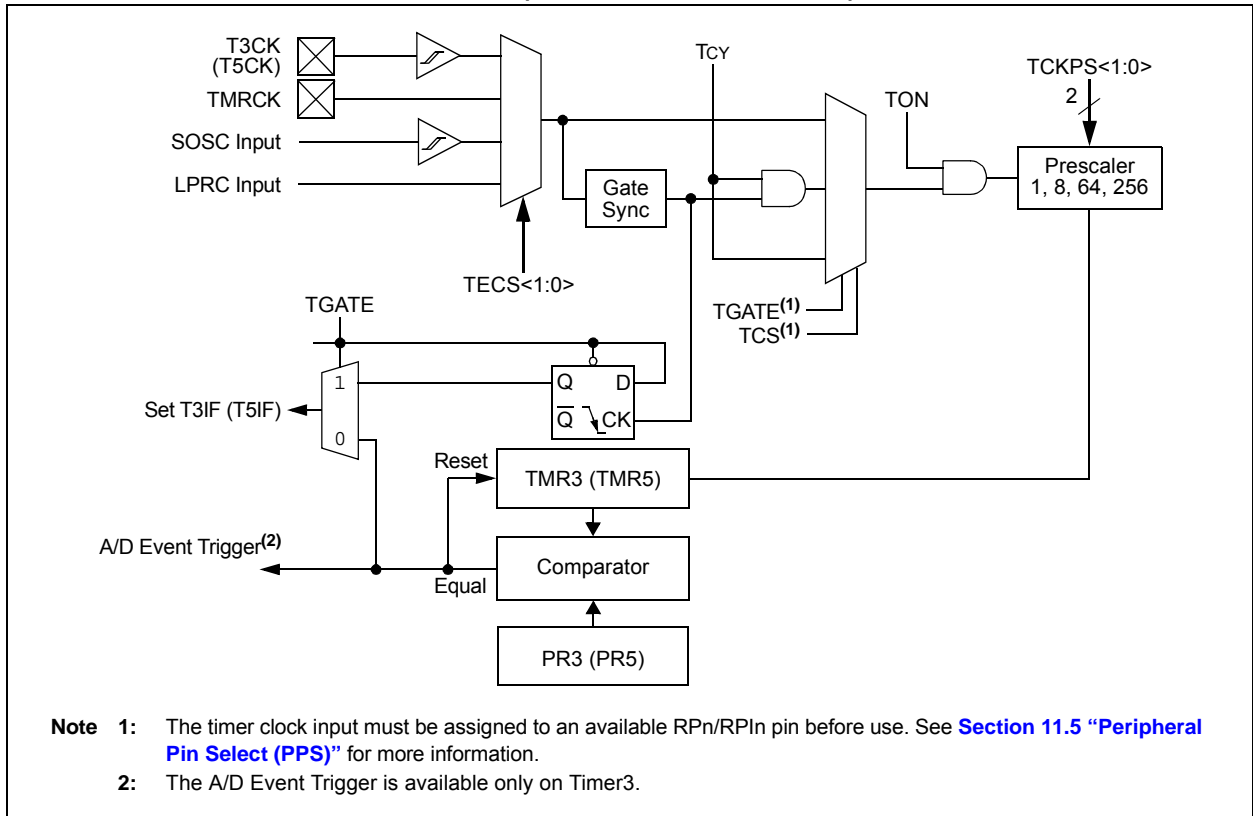 T3CK
(T5CK)
TMRCK
SOSC Input
LPRC Input
TECS<1:0>
Gate
Sync
TCY
TGATE(1)
TCS(1)
TON
TCKPS<1:0>
2
Prescaler
1, 8, 64, 256
TGATE
1
0
Set T3IF (T5IF)
Q D
Q CK
Reset
TMR3 (TMR5)
A/D Event Trigger(2)
Equal
Comparator
PR3 (PR5)
Note 1: The timer clock input must be assigned to an available RPn/RPIn pin before use. See Section 11.5 “Peripheral
Pin Select (PPS)” for more information.
2: The A/D Event Trigger is available only on Timer3.